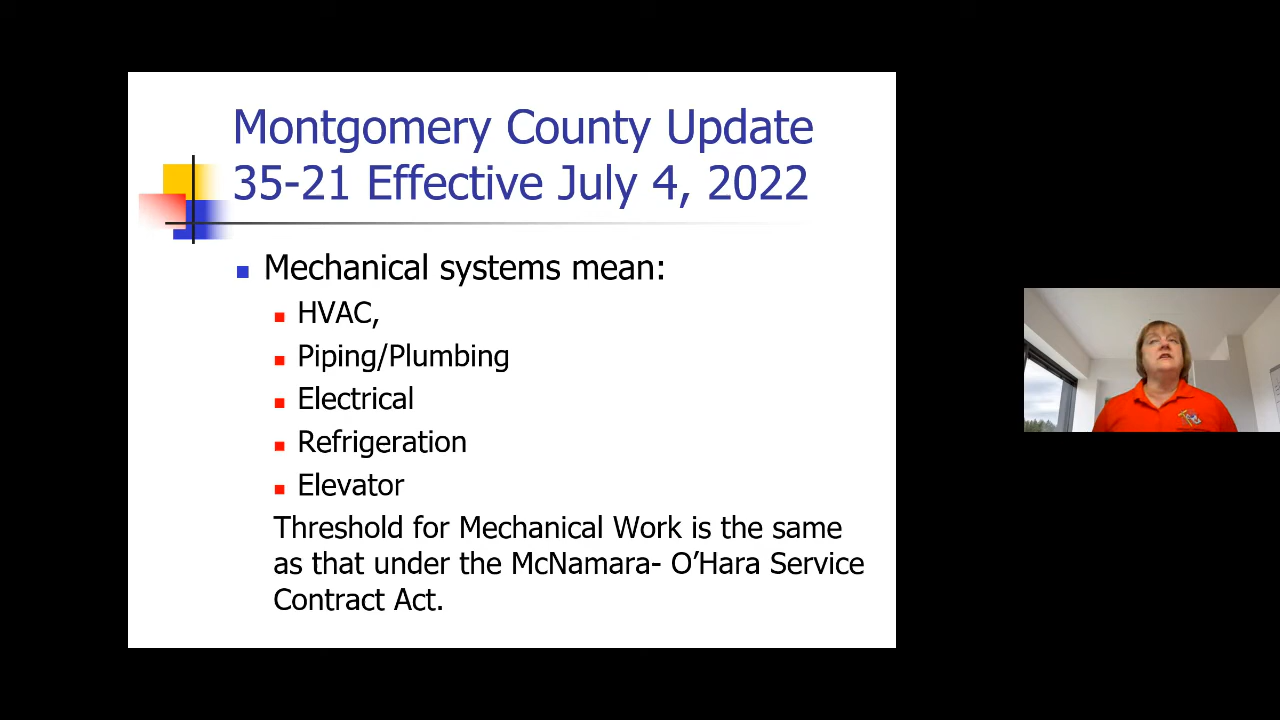 Montgomery County Update
35-21 Effective July 4, 2022
Mechanical systems mean:
HVAC,
Piping/Plumbing
Electrical
Refrigeration
Elevator
Threshold for Mechanical Work is the same
as that under the McNamara- O’Hara Service
Contract Act.